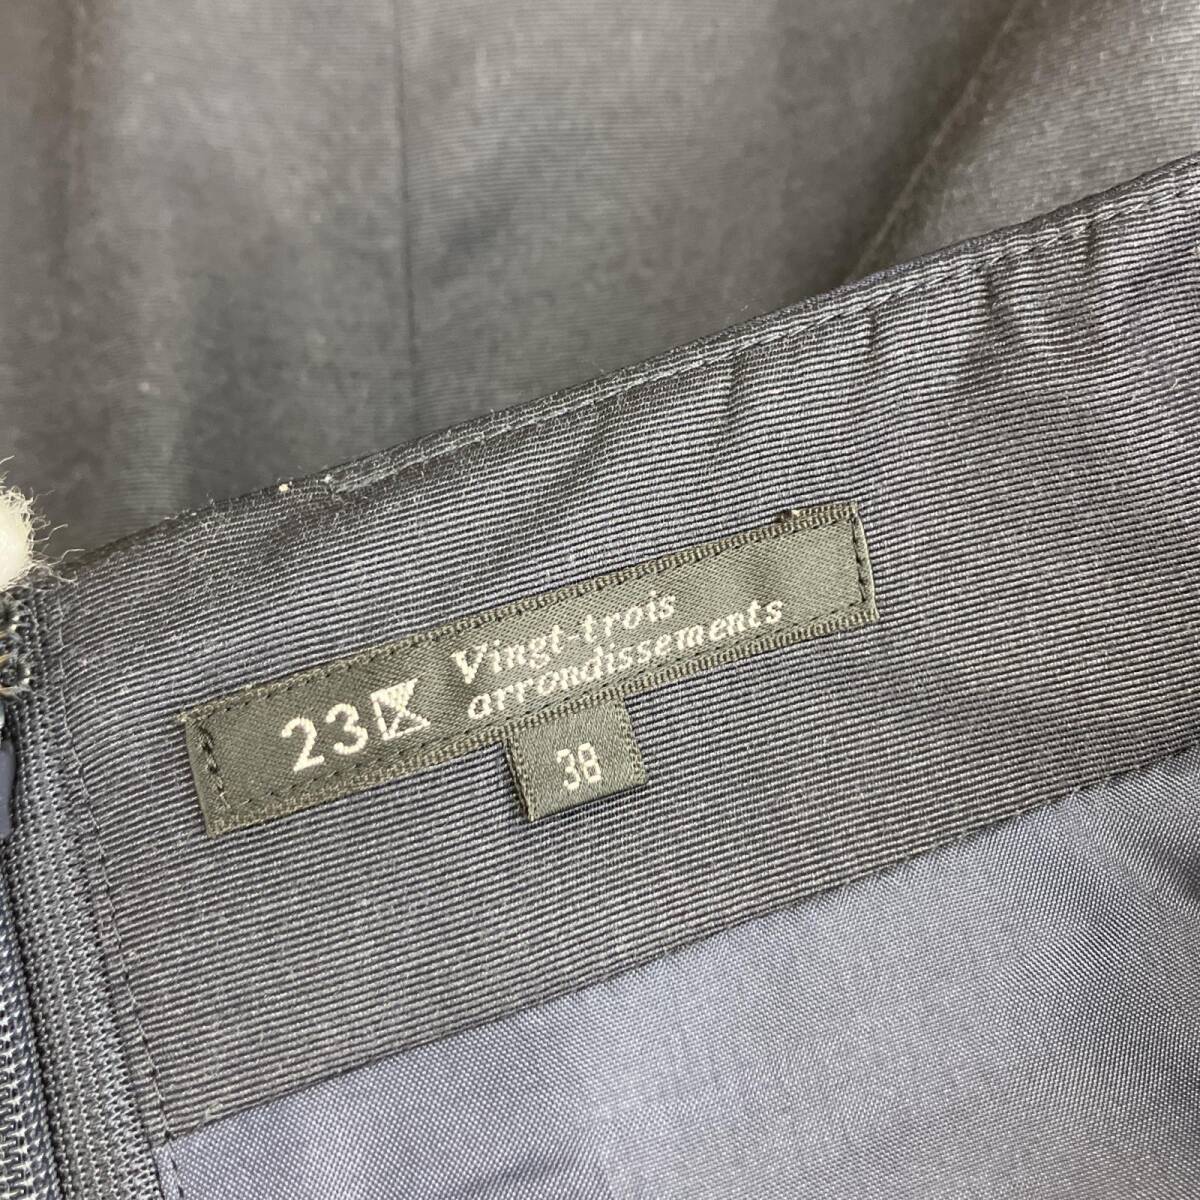 23区
Vingt-trois
arrondissements
38